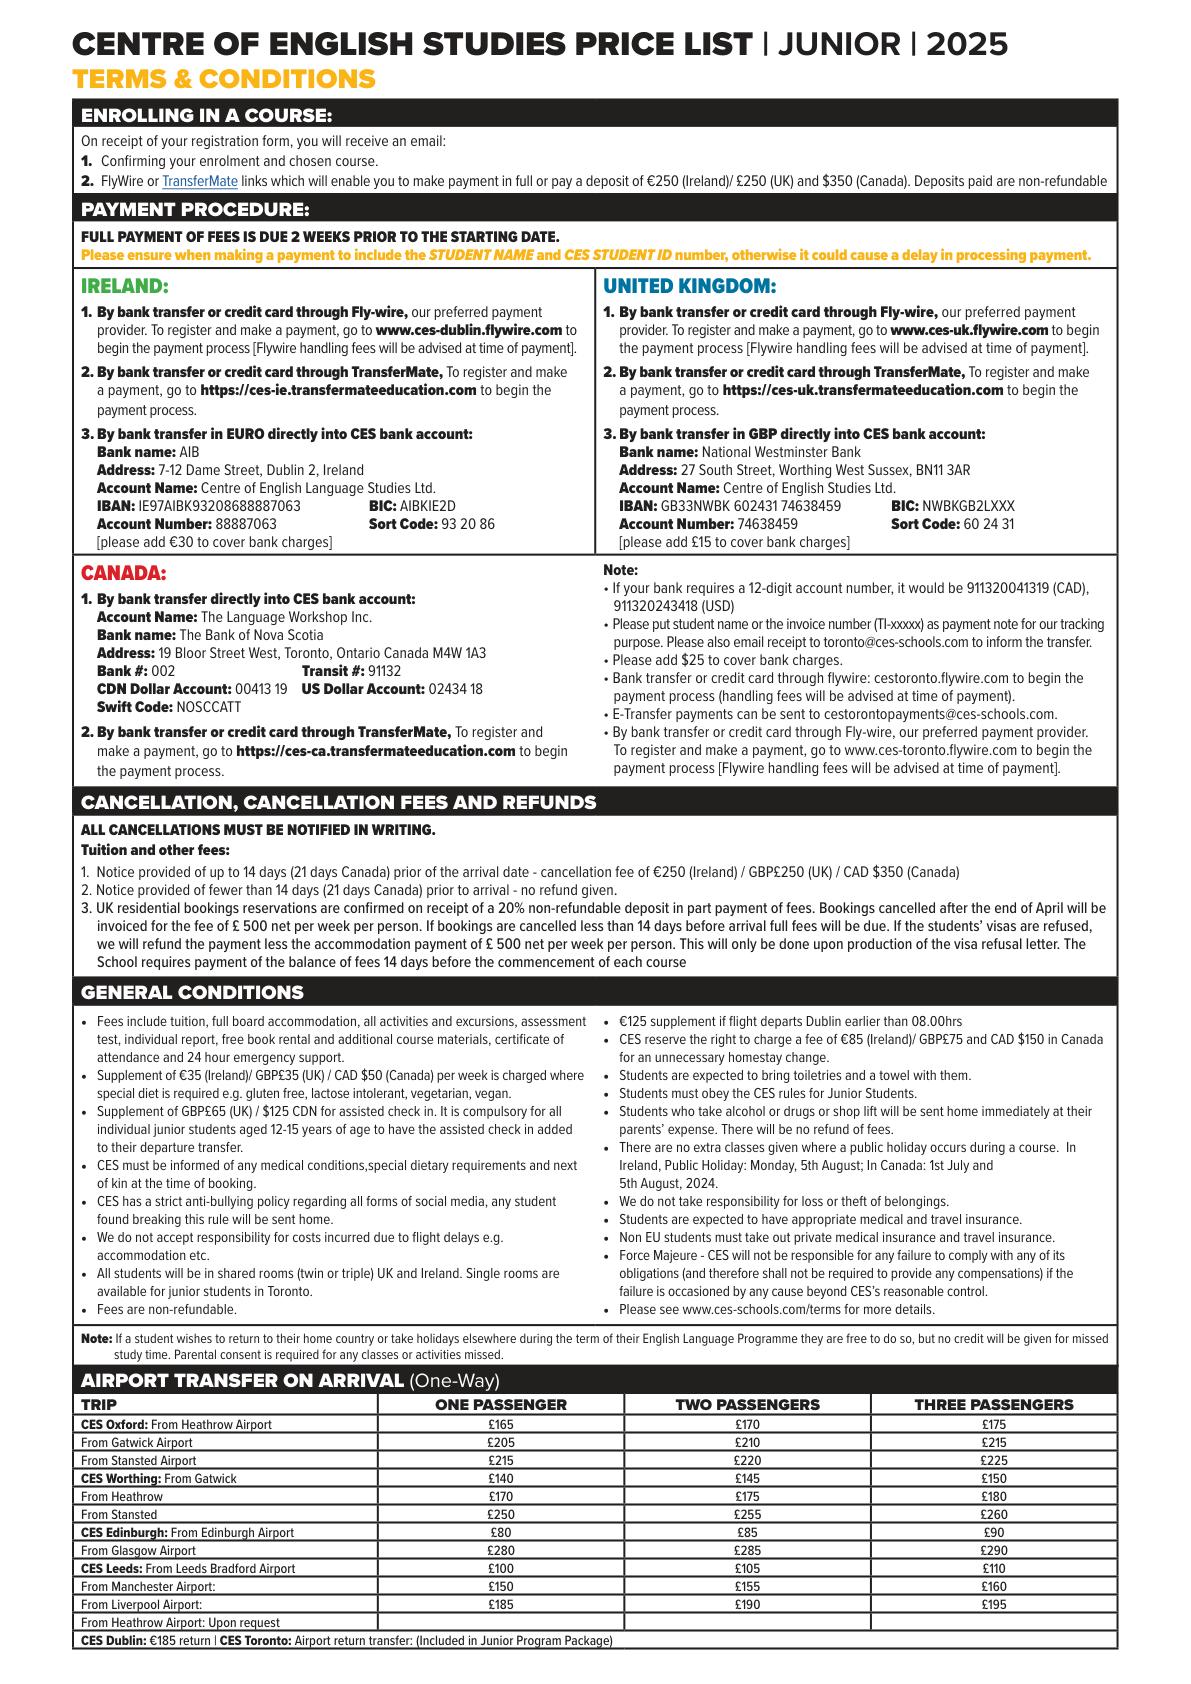 CENTRE OF ENGLISH STUDIES PRICE LIST | JUNIOR | 2025
TERMS & CONDITIONS
ENROLLING IN A COURSE:
On receipt of your registration form, you will receive an email:
1. Confirming your enrolment and chosen course.
2. FlyWire or TransferMate links which will enable you to make payment in full or pay a deposit of €250 (Ireland)/ £250 (UK) and $350 (Canada). Deposits paid are non-refundable
PAYMENT PROCEDURE:
FULL PAYMENT OF FEES IS DUE 2 WEEKS PRIOR TO THE STARTING DATE.
Please ensure when making a payment to include the STUDENT NAME and CES STUDENT ID number, otherwise it could cause a delay in processing payment.
IRELAND:
1. By bank transfer or credit card through Fly-wire, our preferred payment
provider. To register and make a payment, go to www.ces-dublin.flywire.com to
begin the payment process [Flywire handling fees will be advised at time of payment].
2. By bank transfer or credit card through TransferMate, To register and make
a payment, go to https://ces-ie.transfermateeducation.com to begin the
payment process.
3. By bank transfer in EURO directly into CES bank account:
Bank name: AIB
Address: 7-12 Dame Street, Dublin 2, Ireland
Account Name: Centre of English Language Studies Ltd.
IBAN: IE97AIBK93208688887063 BIC: AIBKIE2D
Account Number: 88887063 Sort Code: 93 20 86
[please add €30 to cover bank charges]
UNITED KINGDOM:
1. By bank transfer or credit card through Fly-wire, our preferred payment
provider. To register and make a payment, go to www.ces-uk.flywire.com to begin
the payment process [Flywire handling fees will be advised at time of payment].
2. By bank transfer or credit card through TransferMate, To register and make
a payment, go to https://ces-uk.transfermateeducation.com to begin the
payment process.
3. By bank transfer in GBP directly into CES bank account:
Bank name: National Westminster Bank
Address: 27 South Street, Worthing West Sussex, BN11 3AR
Account Name: Centre of English Studies Ltd.
IBAN: GB33NWBK 602431 74638459 BIC: NWBKGB2LXXX
Account Number: 74638459 Sort Code: 60 24 31
[please add £15 to cover bank charges]
CANADA:
1. By bank transfer directly into CES bank account:
Account Name: The Language Workshop Inc.
Bank name: The Bank of Nova Scotia
Address: 19 Bloor Street West, Toronto, Ontario Canada M4W 1A3
Bank #: 002 Transit #: 91132
CDN Dollar Account: 00413 19 US Dollar Account: 02434 18
Swift Code: NOSCCATT
2. By bank transfer or credit card through TransferMate, To register and
make a payment, go to https://ces-ca.transfermateeducation.com to begin
the payment process.
Note:
• If your bank requires a 12-digit account number, it would be 911320041319 (CAD),
911320243418 (USD)
• Please put student name or the invoice number (TI-xxxxx) as payment note for our tracking
purpose. Please also email receipt to toronto@ces-schools.com to inform the transfer.
• Please add $25 to cover bank charges.
• Bank transfer or credit card through flywire: cestoronto.flywire.com to begin the
payment process (handling fees will be advised at time of payment).
• E-Transfer payments can be sent to cestorontopayments@ces-schools.com.
• By bank transfer or credit card through Fly-wire, our preferred payment provider.
To register and make a payment, go to www.ces-toronto.flywire.com to begin the
payment process [Flywire handling fees will be advised at time of payment].
CANCELLATION, CANCELLATION FEES AND REFUNDS
ALL CANCELLATIONS MUST BE NOTIFIED IN WRITING.
Tuition and other fees:
1. Notice provided of up to 14 days (21 days Canada) prior of the arrival date - cancellation fee of €250 (Ireland) / GBP£250 (UK) / CAD $350 (Canada)
2. Notice provided of fewer than 14 days (21 days Canada) prior to arrival - no refund given.
3. UK residential bookings reservations are confirmed on receipt of a 20% non-refundable deposit in part payment of fees. Bookings cancelled after the end of April will be
invoiced for the fee of £ 500 net per week per person. If bookings are cancelled less than 14 days before arrival full fees will be due. If the students' visas are refused,
we will refund the payment less the accommodation payment of £ 500 net per week per person. This will only be done upon production of the visa refusal letter. The
School requires payment of the balance of fees 14 days before the commencement of each course
GENERAL CONDITIONS
• Fees include tuition, full board accommodation, all activities and excursions, assessment
test, individual report, free book rental and additional course materials, certificate of
attendance and 24 hour emergency support.
• Supplement of €35 (Ireland)/ GBP£35 (UK) / CAD $50 (Canada) per week is charged where
special diet is required e.g. gluten free, lactose intolerant, vegetarian, vegan.
• Supplement of GBP£65 (UK) / $125 CDN for assisted check in. It is compulsory for all
individual junior students aged 12-15 years of age to have the assisted check in added
to their departure transfer.
• CES must be informed of any medical conditions,special dietary requirements and next
of kin at the time of booking.
• CES has a strict anti-bullying policy regarding all forms of social media, any student
found breaking this rule will be sent home.
• We do not accept responsibility for costs incurred due to flight delays e.g.
accommodation etc.
• All students will be in shared rooms (twin or triple) UK and Ireland. Single rooms are
available for junior students in Toronto.
• Fees are non-refundable.
• €125 supplement if flight departs Dublin earlier than 08.00hrs
• CES reserve the right to charge a fee of €85 (Ireland)/ GBP£75 and CAD $150 in Canada
for an unnecessary homestay change.
• Students are expected to bring toiletries and a towel with them.
• Students must obey the CES rules for Junior Students.
• Students who take alcohol or drugs or shop lift will be sent home immediately at their
parents' expense. There will be no refund of fees.
• There are no extra classes given where a public holiday occurs during a course. In
Ireland, Public Holiday: Monday, 5th August; In Canada: 1st July and
5th August, 2024.
• We do not take responsibility for loss or theft of belongings.
• Students are expected to have appropriate medical and travel insurance.
• Non EU students must take out private medical insurance and travel insurance.
• Force Majeure - CES will not be responsible for any failure to comply with any of its
obligations (and therefore shall not be required to provide any compensations) if the
failure is occasioned by any cause beyond CES's reasonable control.
• Please see www.ces-schools.com/terms for more details.
Note: If a student wishes to return to their home country or take holidays elsewhere during the term of their English Language Programme they are free to do so, but no credit will be given for missed
study time. Parental consent is required for any classes or activities missed.
AIRPORT TRANSFER ON ARRIVAL (One-Way)
TRIP ONE PASSENGER TWO PASSENGERS THREE PASSENGERS
CES Oxford: From Heathrow Airport £165 £170 £175
From Gatwick Airport £205 £210 £215
From Stansted Airport £215 £220 £225
CES Worthing: From Gatwick £140 £145 £150
From Heathrow £170 £175 £180
From Stansted £250 £255 £260
CES Edinburgh: From Edinburgh Airport £80 £85 £90
From Glasgow Airport £280 £285 £290
CES Leeds: From Leeds Bradford Airport £100 £105 £110
From Manchester Airport: £150 £155 £160
From Liverpool Airport: £185 £190 £195
From Heathrow Airport: Upon request
CES Dublin: €185 return | CES Toronto: Airport return transfer: (Included in Junior Program Package)